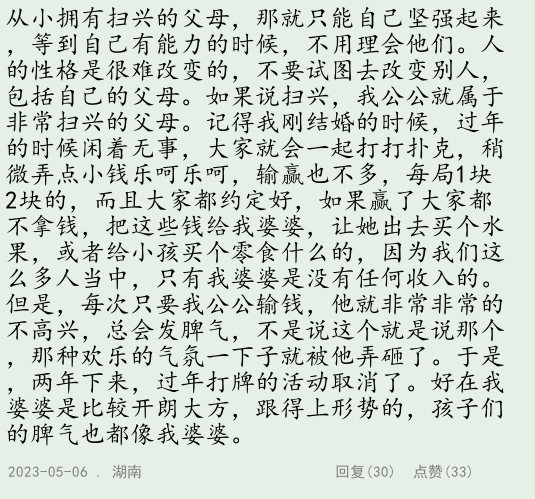 从小拥有扫兴的父母，那就只能自己坚强起来
，等到自己有能力的时候，不用理会他们。人
的性格是很难改变的，不要试图去改变别人，
包括自己的父母。如果说扫兴，我公公就属于
非常扫兴的父母。记得我刚结婚的时候，过年
的时候闲着无事，大家就会一起打打扑克，稍
微弄点小钱乐呵乐呵，输赢也不多，每局1块
2块的，而且大家都约定好，如果赢了大家都
不拿钱，把这些钱给我婆婆，让她出去买个水
果，或者给小孩买个零食什么的，因为我们这
么多人当中，只有我婆婆是没有任何收入的。
但是，每次只要我公公输钱，他就非常非常的
不高兴，总会发脾气，不是说这个就是说那个
，那种欢乐的气氛一下子就被他弄砸了。于是
，两年下来，过年打牌的活动取消了。好在我
婆婆是比较开朗大方，跟得上形势的，孩子们
的脾气也都像我婆婆。
2023-05-06 . 湖南 回复(30) 点赞(33)